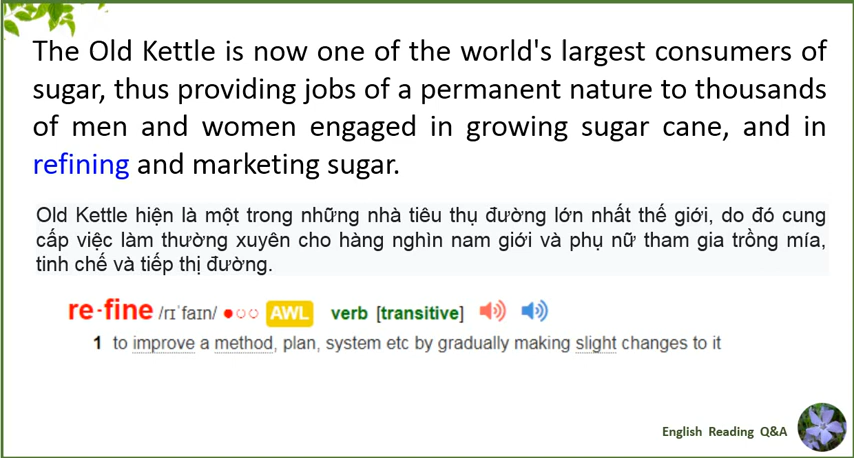 The Old Kettle is now one of the world's largest consumers of
sugar, thus providing jobs of a permanent nature to thousands
of men and women engaged in growing sugar cane, and in
refining and marketing sugar.
Old Kettle hiện là một trong những nhà tiêu thụ đường lớn nhất thế giới, do đó cung
cấp việc làm thường xuyên cho hàng nghìn nam giới và phụ nữ tham gia trồng mía,
tinh chế và tiếp thị đường.
re·fine /rɪˈfaɪn/ ●○○ AWL verb [transitive]
1 to improve a method, plan, system etc by gradually making slight changes to it
English Reading Q&A